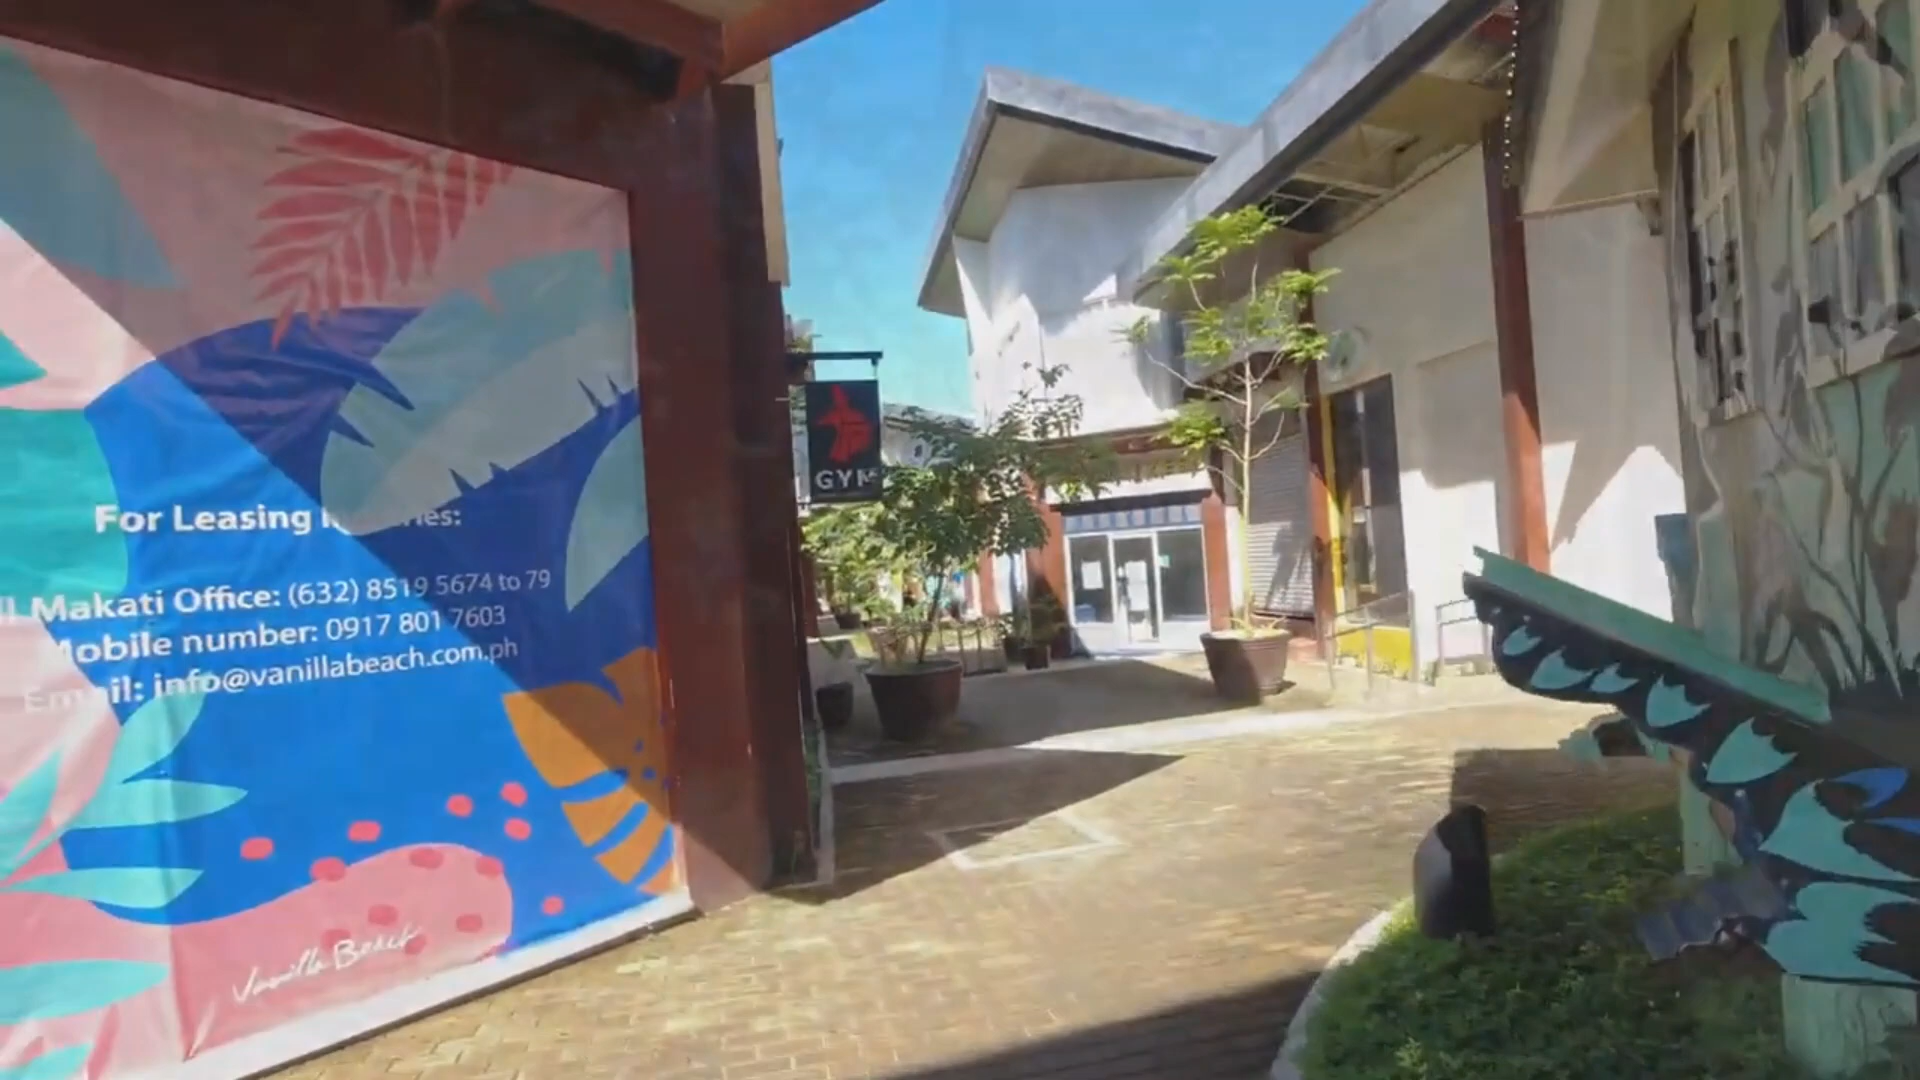 For Leasing
Makati Office: (632) 8519 5674 to 79
Mobile number: 0917 801 7603
Email: info@vanillabeach.com.ph
Vanilla Beach
GYM